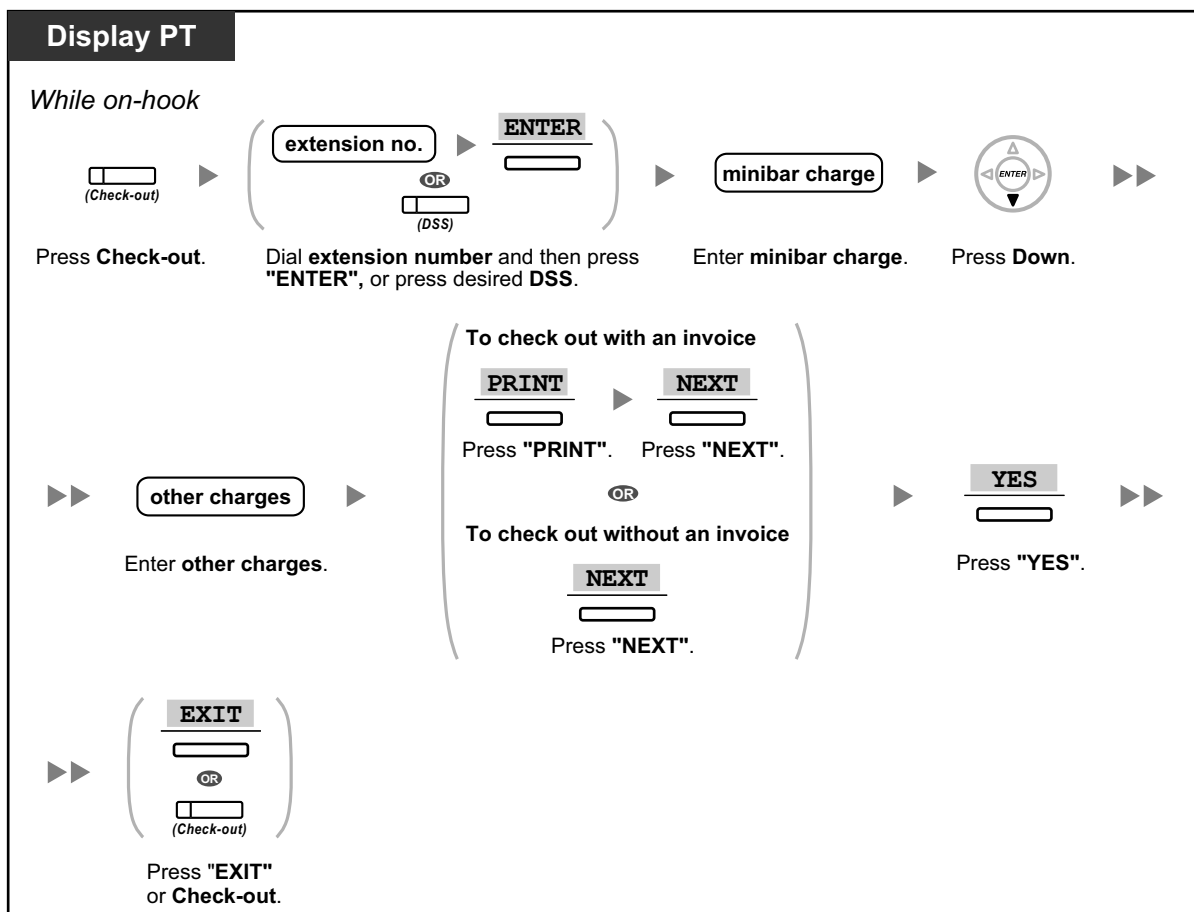 Display PT
While on-hook
(Check-out)
extension no.
ENTER
OR
(DSS)
minibar charge
ENTER
Press Check-out.
Dial extension number and then press
"ENTER", or press desired DSS.
Enter minibar charge.
Press Down.
other charges
Enter other charges.
To check out with an invoice
PRINT
NEXT
Press "PRINT".
Press "NEXT".
OR
To check out without an invoice
NEXT
Press "NEXT".
YES
Press "YES".
EXIT
OR
(Check-out)
Press "EXIT"
or Check-out.